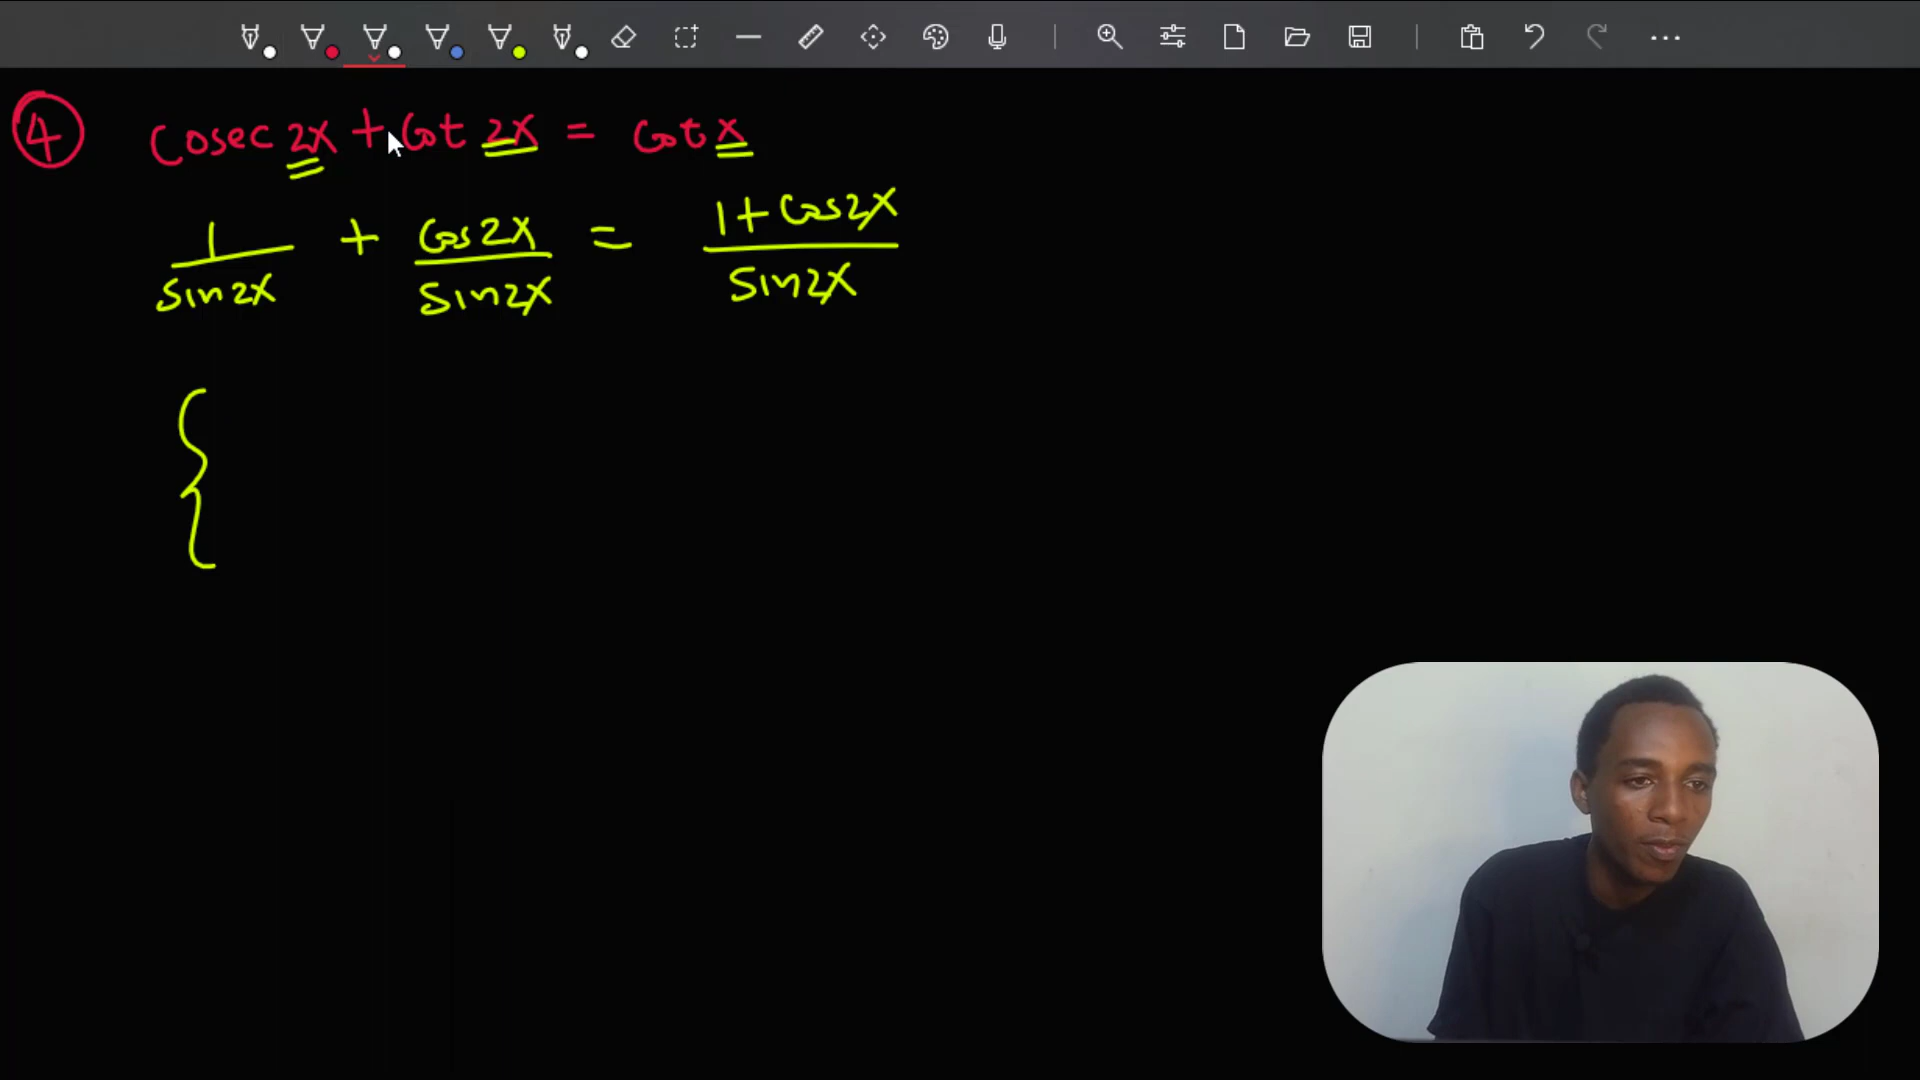 4 Cosec 2x + Cot 2x = Cot x
1/sin2x + Cos2x/sin2x = 1 + Cos2x/sin2x
{